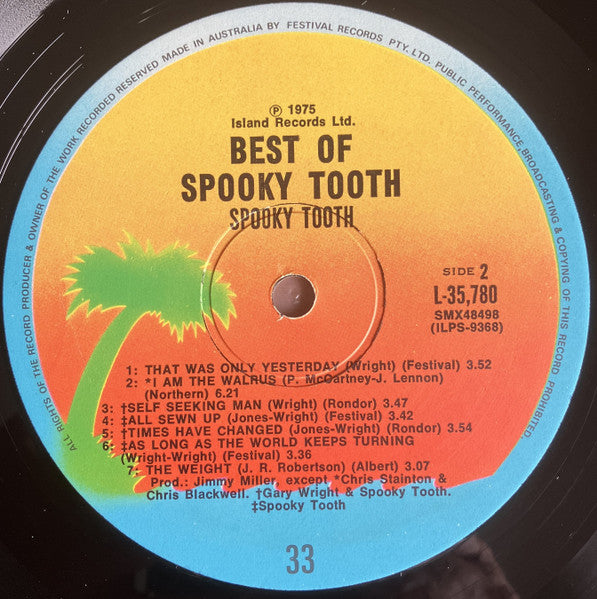 ALL RIGHTS OF THE RECORD PRODUCER & OWNER OF THE WORK RECORDED RESERVED MADE IN AUSTRALIA BY FESTIVAL RECORDS PTY. LTD. PUBLIC PERFORMANCE, BROADCASTING & COPYING OF THIS RECORD PROHIBITED.
℗ 1975
Island Records Ltd.
BEST OF
SPOOKY TOOTH
SPOOKY TOOTH
SIDE 2
L-35,780
SMX48498
(ILPS-9368)
1: THAT WAS ONLY YESTERDAY (Wright) (Festival) 3.52
2: *I AM THE WALRUS (P. McCartney-J. Lennon)
(Northern) 6.21
3: †SELF SEEKING MAN (Wright) (Rondor) 3.47
4: ‡ALL SEWN UP (Jones-Wright) (Festival) 3.42
5: †TIMES HAVE CHANGED (Jones-Wright) (Rondor) 3.54
6: ‡AS LONG AS THE WORLD KEEPS TURNING
(Wright-Wright) (Festival) 3.36
7: THE WEIGHT (J. R. Robertson) (Albert) 3.07
Prod.: Jimmy Miller, except *Chris Stainton &
Chris Blackwell. †Gary Wright & Spooky Tooth.
‡Spooky Tooth
33